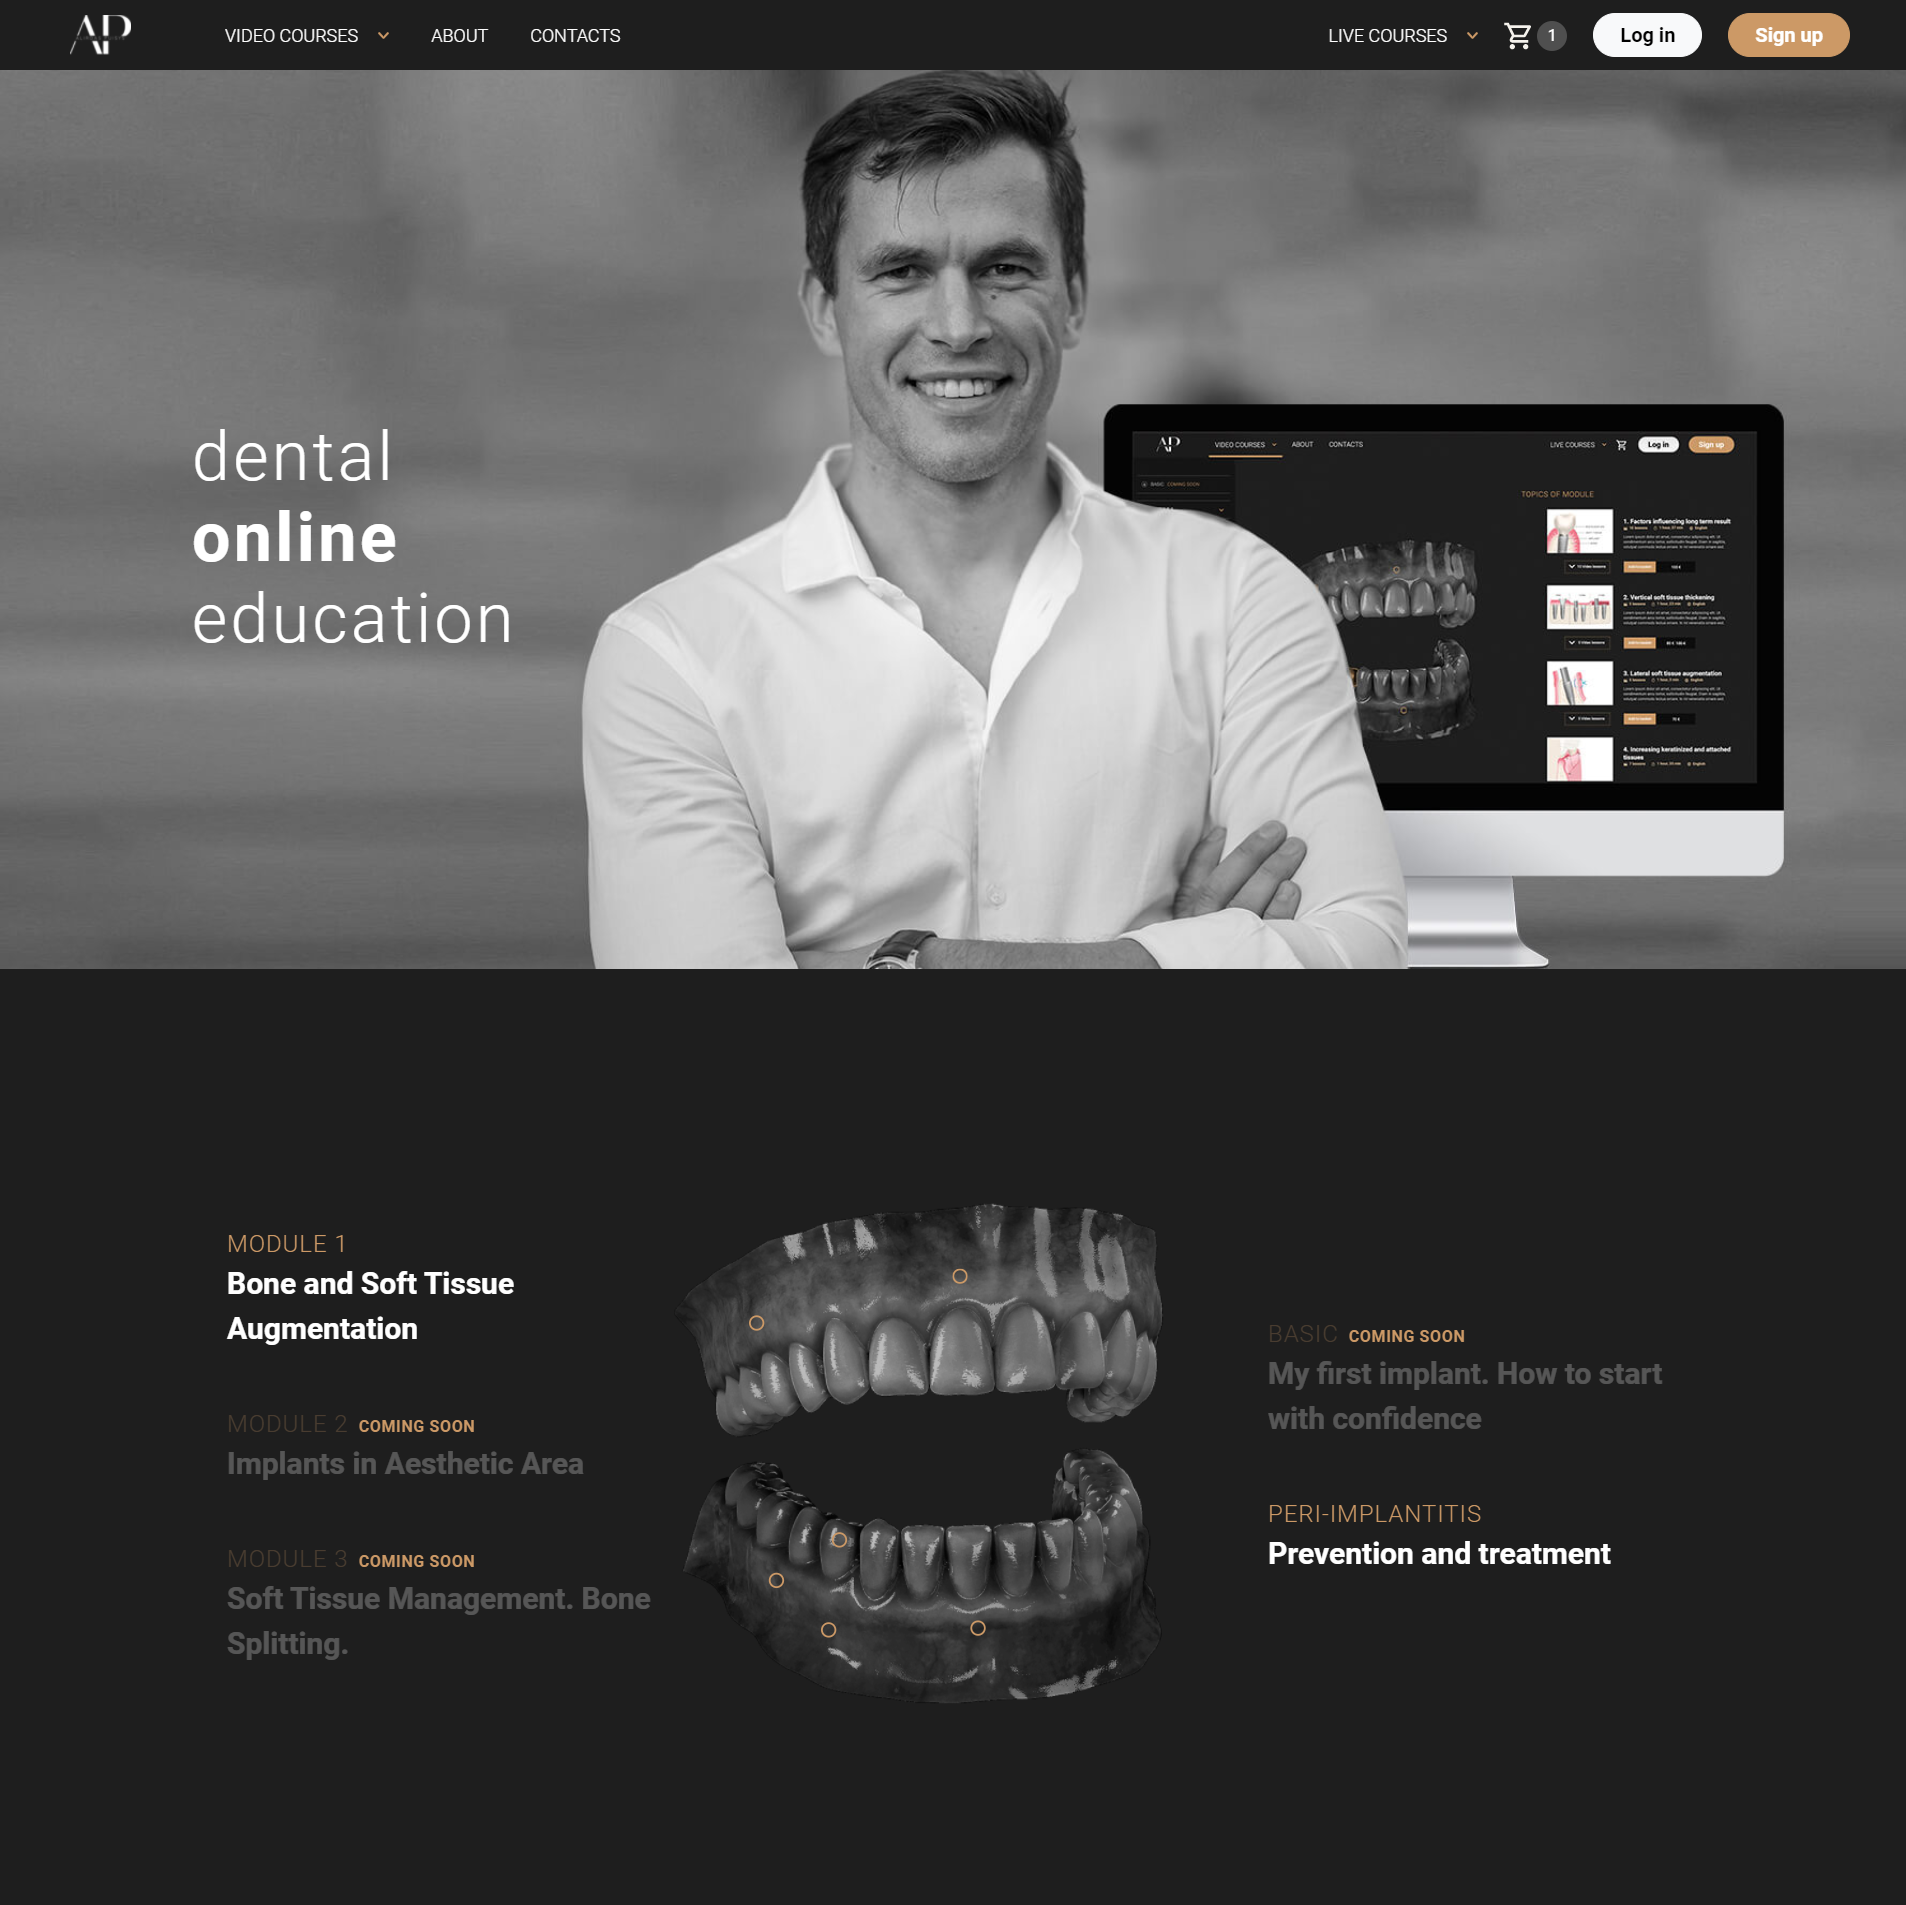 AP
VIDEO COURSES
ABOUT
CONTACTS
LIVE COURSES
1
Log in
Sign up
dental
online
education
AP
VIDEO COURSES
ABOUT
CONTACTS
LIVE COURSES
Log in
Sign up
BASIC COMING SOON
TOPICS OF MODULE
1. Factors influencing long term result
2. Vertical soft tissue thickening
3. Lateral soft tissue augmentation
4. Increasing keratinized and attached
tissues
MODULE 1
Bone and Soft Tissue
Augmentation
MODULE 2 COMING SOON
Implants in Aesthetic Area
MODULE 3 COMING SOON
Soft Tissue Management. Bone
Splitting.
BASIC COMING SOON
My first implant. How to start
with confidence
PERI-IMPLANTITIS
Prevention and treatment